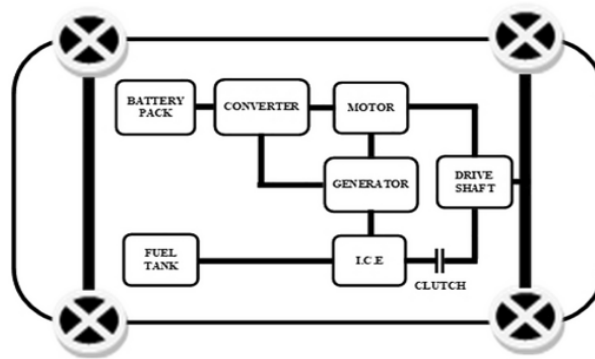 BATTERY
PACK
CONVERTER
MOTOR
GENERATOR
DRIVE
SHAFT
FUEL
TANK
I.C.E
CLUTCH